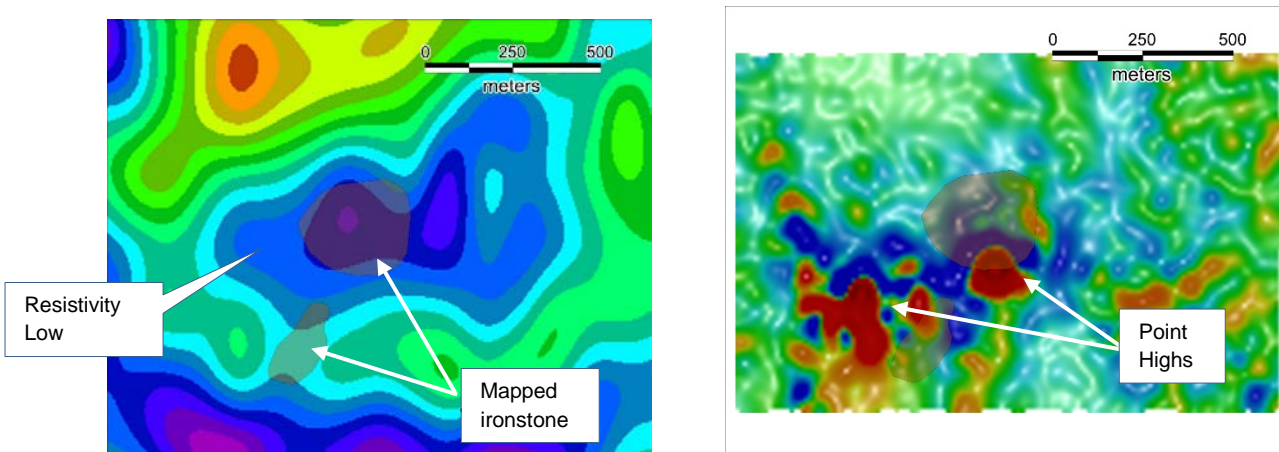 0 250 500
meters
Resistivity
Low
Mapped
ironstone
0 250 500
meters
Point
Highs